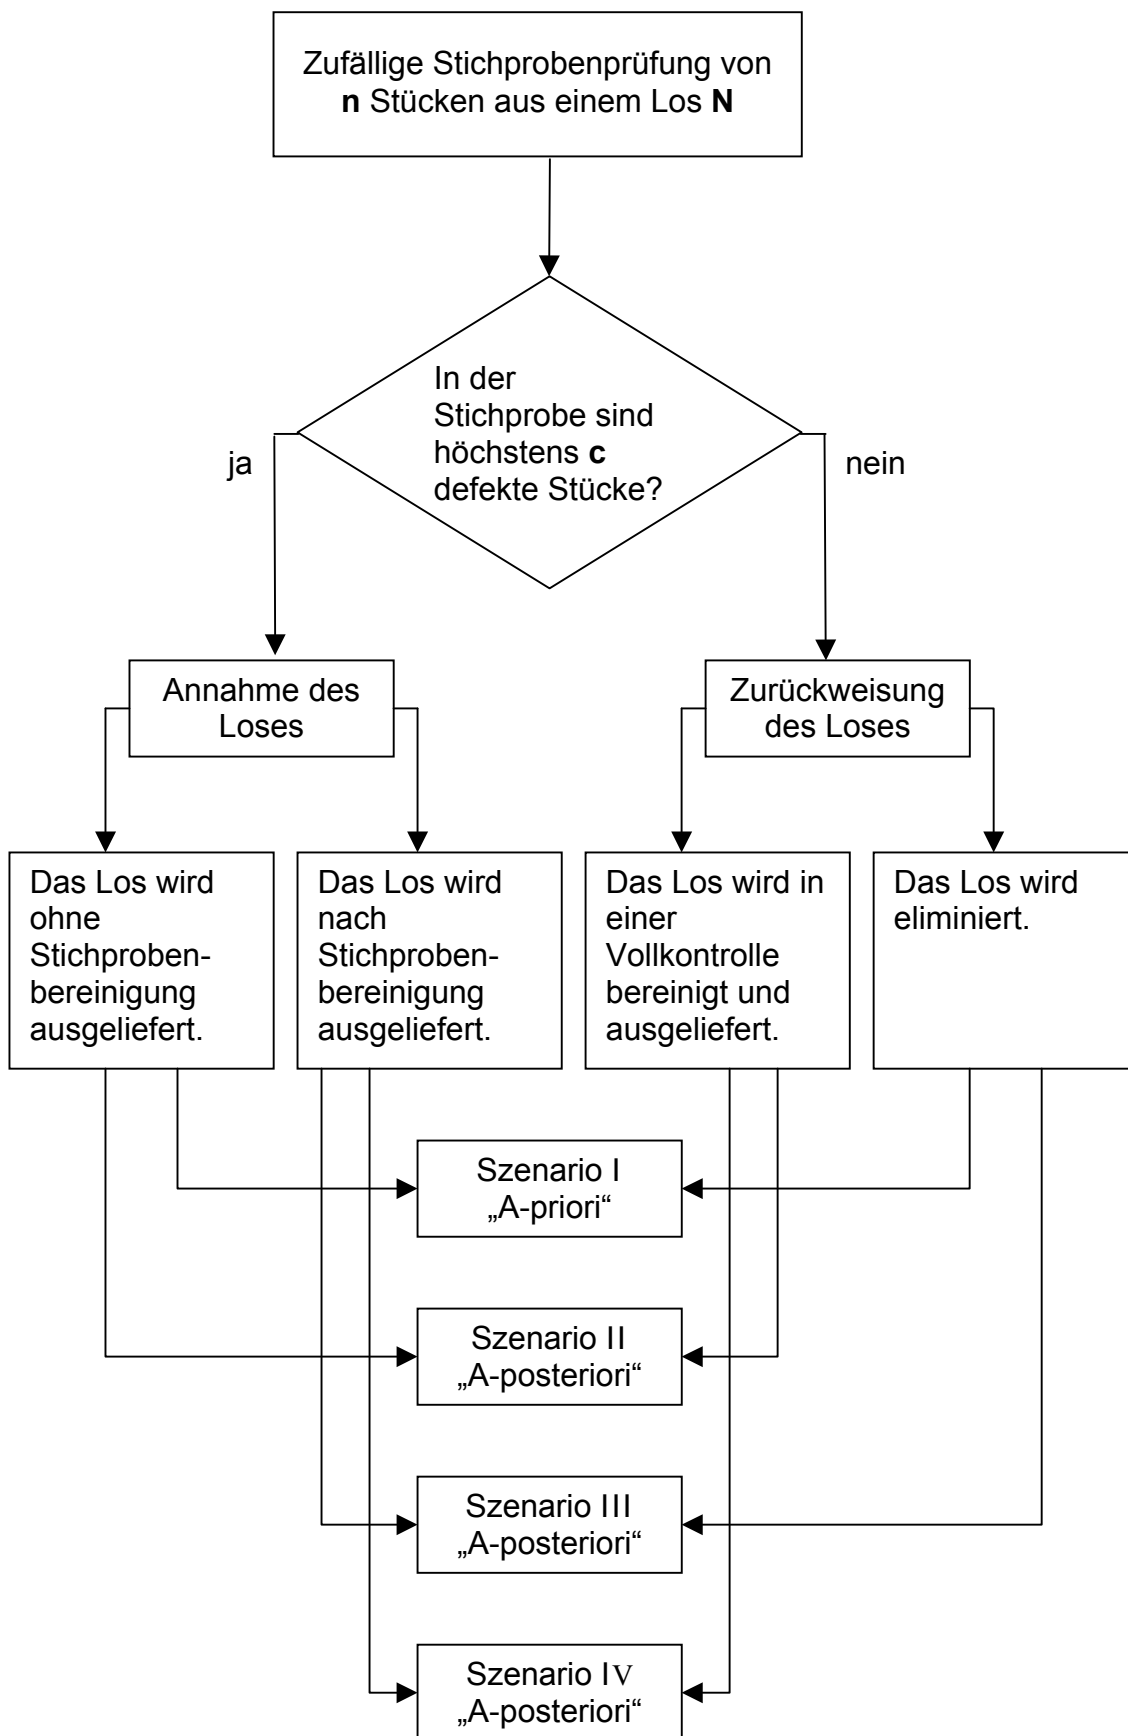 Zufällige Stichprobenprüfung von
n Stücken aus einem Los N
In der
Stichprobe sind
höchstens c
defekte Stücke?
ja
nein
Annahme des
Loses
Zurückweisung
des Loses
Das Los wird
ohne
Stichproben-
bereinigung
ausgeliefert.
Das Los wird
nach
Stichproben-
bereinigung
ausgeliefert.
Das Los wird in
einer
Vollkontrolle
bereinigt und
ausgeliefert.
Das Los wird
eliminiert.
Szenario I
„A-priori“
Szenario II
„A-posteriori“
Szenario III
„A-posteriori“
Szenario IV
„A-posteriori“